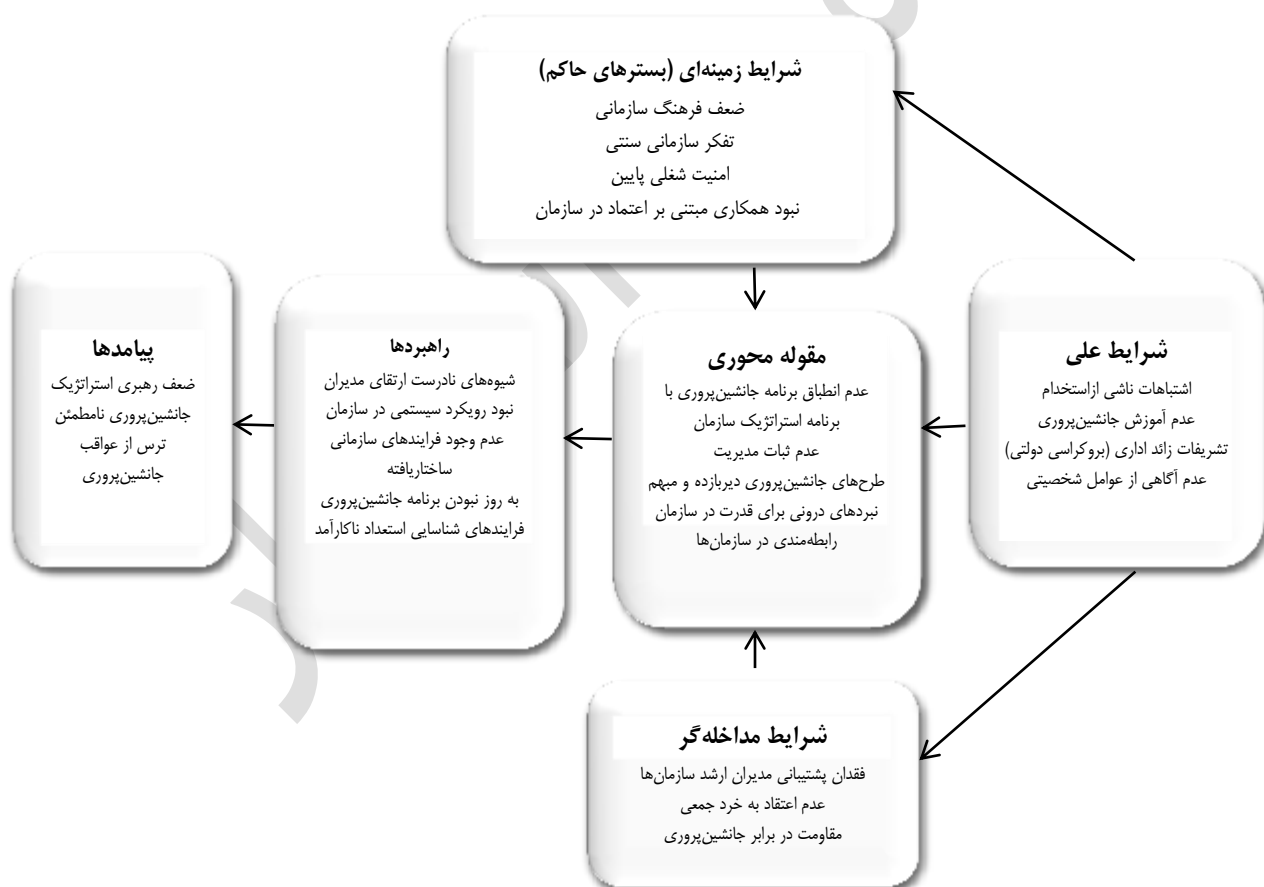 شرایط زمینه‌ای (بسترهای حاکم)
ضعف فرهنگ سازمانی
تفکر سازمانی سنتی
امنیت شغلی پایین
نبود همکاری مبتنی بر اعتماد در سازمان
شرایط علی
اشتباهات ناشی ازاستخدام
عدم آموزش جانشین‌پروری
تشریفات زائد اداری (بروکراسی دولتی)
عدم آگاهی از عوامل شخصیتی
مقوله محوری
عدم انطباق برنامه جانشین‌پروری با
برنامه استراتژیک سازمان
عدم ثبات مدیریت
طرح‌های جانشین‌پروری دیربازده و مبهم
نبردهای درونی برای قدرت در سازمان
رابطه‌مندی در سازمان‌ها
راهبردها
شیوه‌های نادرست ارتقای مدیران
نبود رویکرد سیستمی در سازمان
عدم وجود فرایندهای سازمانی
ساختاریافته
به روز نبودن برنامه جانشین‌پروری
فرایندهای شناسایی استعداد ناکارآمد
پیامدها
ضعف رهبری استراتژیک
جانشین‌پروری نامطمئن
ترس از عواقب
جانشین‌پروری
شرایط مداخله‌گر
فقدان پشتیبانی مدیران ارشد سازمان‌ها
عدم اعتقاد به خرد جمعی
مقاومت در برابر جانشین‌پروری